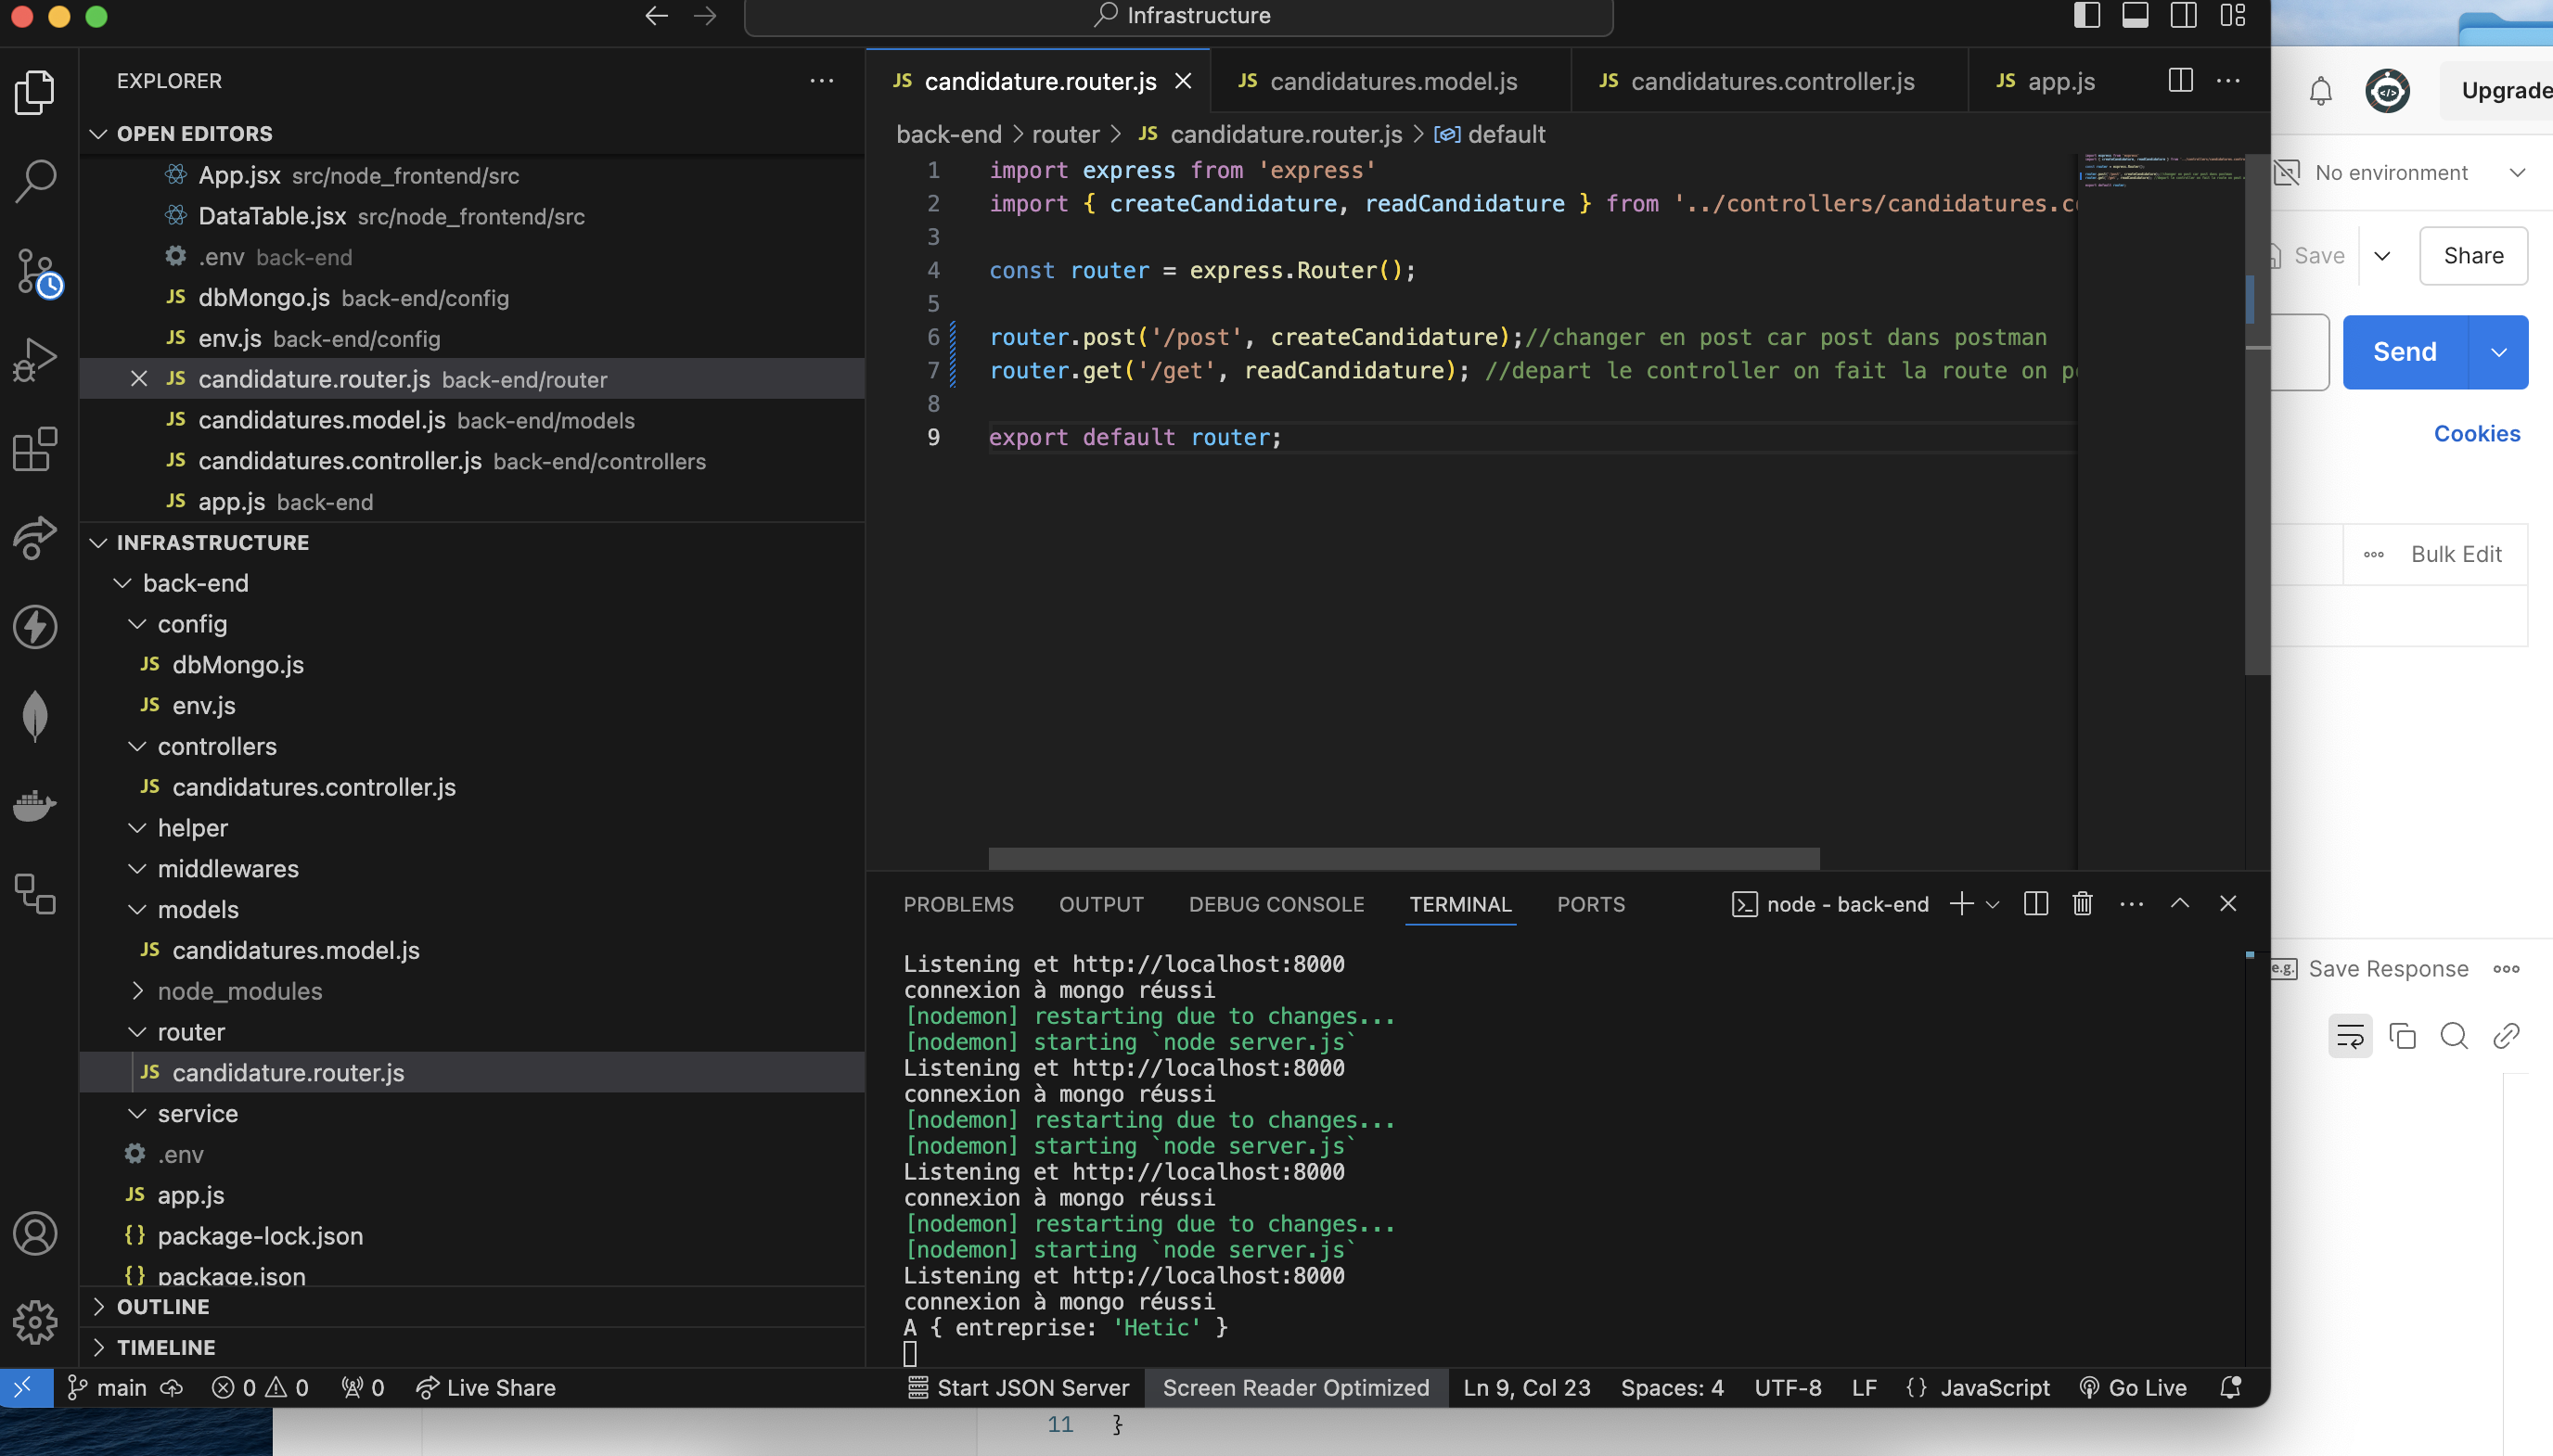 Infrastructure
EXPLORER
OPEN EDITORS
App.jsx src/node_frontend/src
DataTable.jsx src/node_frontend/src
.env back-end
JS dbMongo.js back-end/config
JS env.js back-end/config
JS candidature.router.js back-end/router
JS candidatures.model.js back-end/models
JS candidatures.controller.js back-end/controllers
JS app.js back-end
INFRASTRUCTURE
back-end
config
JS dbMongo.js
JS env.js
controllers
JS candidatures.controller.js
helper
middlewares
models
JS candidatures.model.js
node_modules
router
JS candidature.router.js
service
.env
JS app.js
{} package-lock.json
{} package.json
OUTLINE
TIMELINE
JS candidature.router.js
JS candidatures.model.js
JS candidatures.controller.js
JS app.js
back-end > router > JS candidature.router.js > default
1 import express from 'express'
2 import { createCandidature, readCandidature } from '../controllers/candidatures.c
3
4 const router = express.Router();
5
6 router.post('/post', createCandidature);//changer en post car post dans postman
7 router.get('/get', readCandidature); //depart le controller on fait la route on p
8
9 export default router;
PROBLEMS OUTPUT DEBUG CONSOLE TERMINAL PORTS
node - back-end
Listening et http://localhost:8000
connexion à mongo réussi
[nodemon] restarting due to changes...
[nodemon] starting `node server.js`
Listening et http://localhost:8000
connexion à mongo réussi
[nodemon] restarting due to changes...
[nodemon] starting `node server.js`
Listening et http://localhost:8000
connexion à mongo réussi
[nodemon] restarting due to changes...
[nodemon] starting `node server.js`
Listening et http://localhost:8000
connexion à mongo réussi
A { entreprise: 'Hetic' }
main 0 0 0 Live Share Start JSON Server Screen Reader Optimized Ln 9, Col 23 Spaces: 4 UTF-8 LF {} JavaScript Go Live
11 }
Upgrade
No environment
Save
Share
Send
Cookies
Bulk Edit
e.g. Save Response